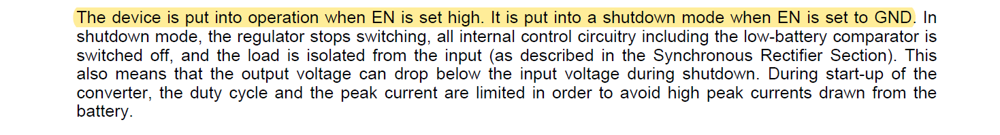 The device is put into operation when EN is set high. It is put into a shutdown mode when EN is set to GND. In
shutdown mode, the regulator stops switching, all internal control circuitry including the low-battery comparator is
switched off, and the load is isolated from the input (as described in the Synchronous Rectifier Section). This
also means that the output voltage can drop below the input voltage during shutdown. During start-up of the
converter, the duty cycle and the peak current are limited in order to avoid high peak currents drawn from the
battery.